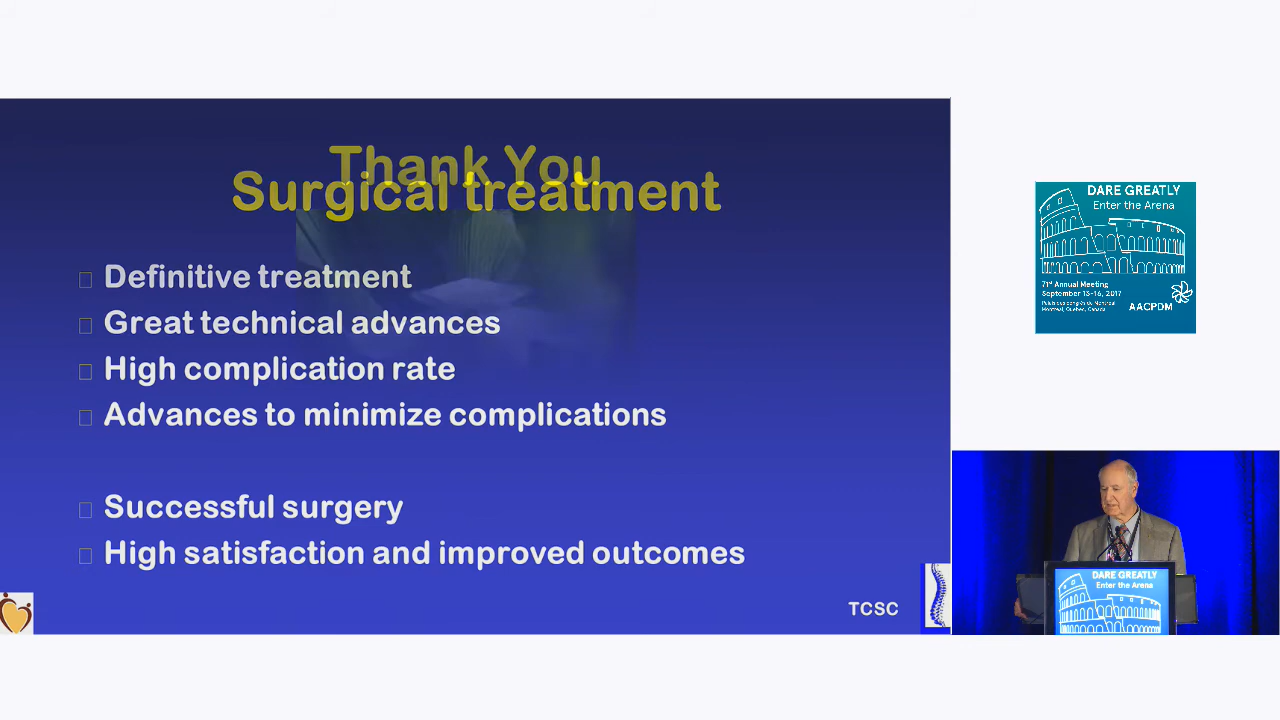 Thank You
Surgical treatment
Definitive treatment
Great technical advances
High complication rate
Advances to minimize complications
Successful surgery
High satisfaction and improved outcomes
TCSC
DARE GREATLY
Enter the Arena
71st Annual Meeting
September 13-16, 2017
Palais des congrès de Montréal
Montreal, Quebec, Canada
AACPDM
DARE GREATLY
Enter the Arena